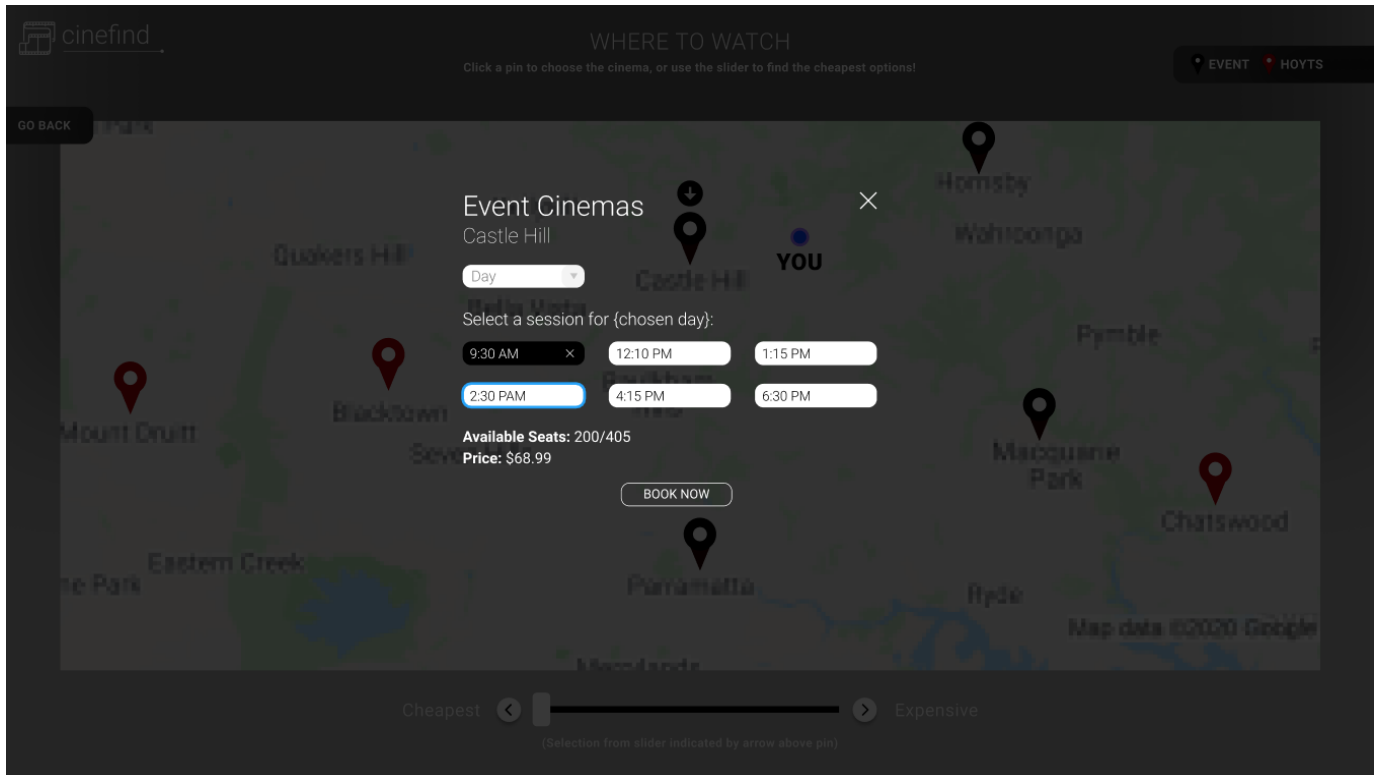 cinefind
WHERE TO WATCH
Click a pin to choose the cinema, or use the slider to find the cheapest options!
EVENT HOYTS
GO BACK
Hornsby
Event Cinemas
Castle Hill
Wahroonga
Quakers Hill
YOU
Castle Hill
Day
Bella Vista
Select a session for {chosen day}:
Pymble
9:30 AM 12:10 PM 1:15 PM
2:30 PAM 4:15 PM 6:30 PM
Blacktown
Mount Druitt
Available Seats: 200/405
Price: $68.99
Macquarie
Park
BOOK NOW
Chatswood
Eastern Creek
Parramatta
Ryde
Map data ©2020 Google
Merrylands
Cheapest Expensive
(Selection from slider indicated by arrow above pin)